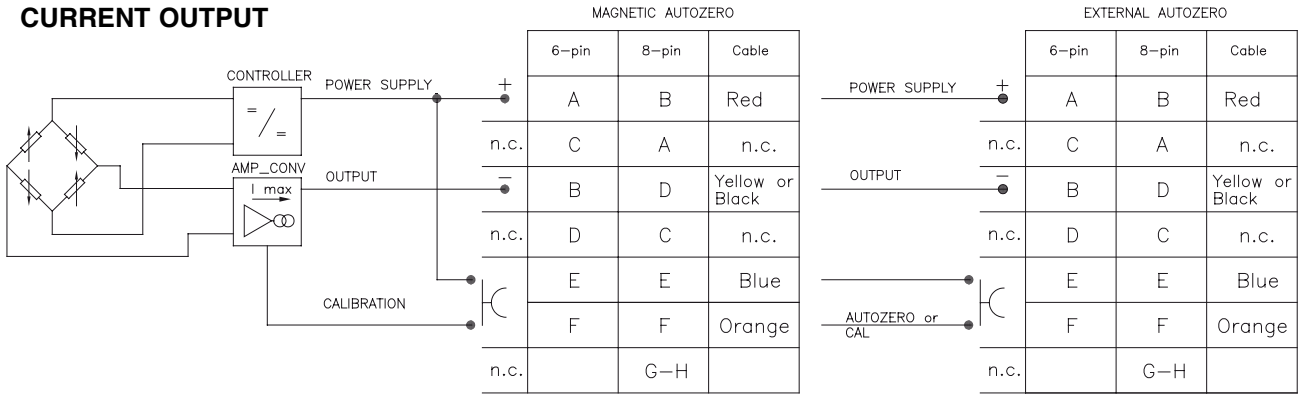 CURRENT OUTPUT
MAGNETIC AUTOZERO
EXTERNAL AUTOZERO
6-pin 8-pin Cable
6-pin 8-pin Cable
CONTROLLER
POWER SUPPLY + A B Red
POWER SUPPLY + A B Red
= / =
n.c. C A n.c.
n.c. C A n.c.
AMP_CONV
I max
OUTPUT − B D Yellow or
Black
OUTPUT − B D Yellow or
Black
n.c. D C n.c.
n.c. D C n.c.
E E Blue
E E Blue
CALIBRATION F F Orange
AUTOZERO or
CAL
F F Orange
n.c. G-H
n.c. G-H